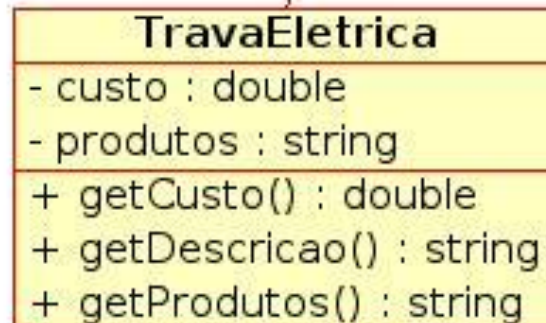 TravaEletrica
- custo : double
- produtos : string
+ getCusto() : double
+ getDescricao() : string
+ getProdutos() : string